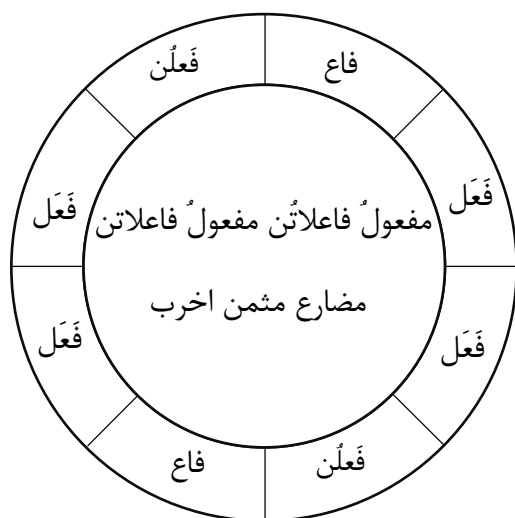 فَعلُن
فاع
فَعَل
فَعَل
مفعولُ فاعلاتُن مفعولُ فاعلاتن
مضارع مثمن اخرب
فَعَل
فَعَل
فاع
فَعلُن